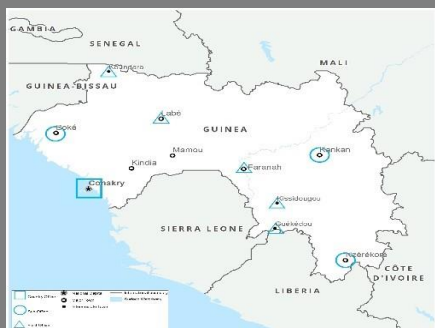 GAMBIA
SENEGAL
MALI
GUINEA-BISSAU
Labé
GUINEA
Boké
Mamou
Kankan
Kindia
Faranah
Conakry
Kissidougou
SIERRA LEONE
Guékédou
Nzérékoré
CÔTE
D'IVOIRE
LIBERIA